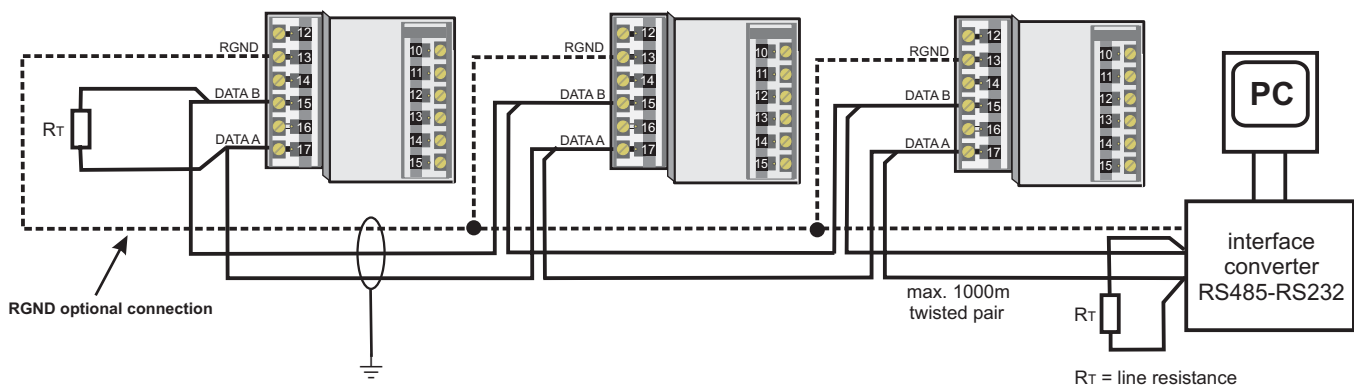 RGND
DATA B
DATA A
12
13
14
15
16
17
10
11
12
13
14
15
RT
RGND
DATA B
DATA A
12
13
14
15
16
17
10
11
12
13
14
15
RGND
DATA B
DATA A
12
13
14
15
16
17
10
11
12
13
14
15
PC
interface
converter
RS485-RS232
RGND optional connection
max. 1000m
twisted pair
RT
RT = line resistance